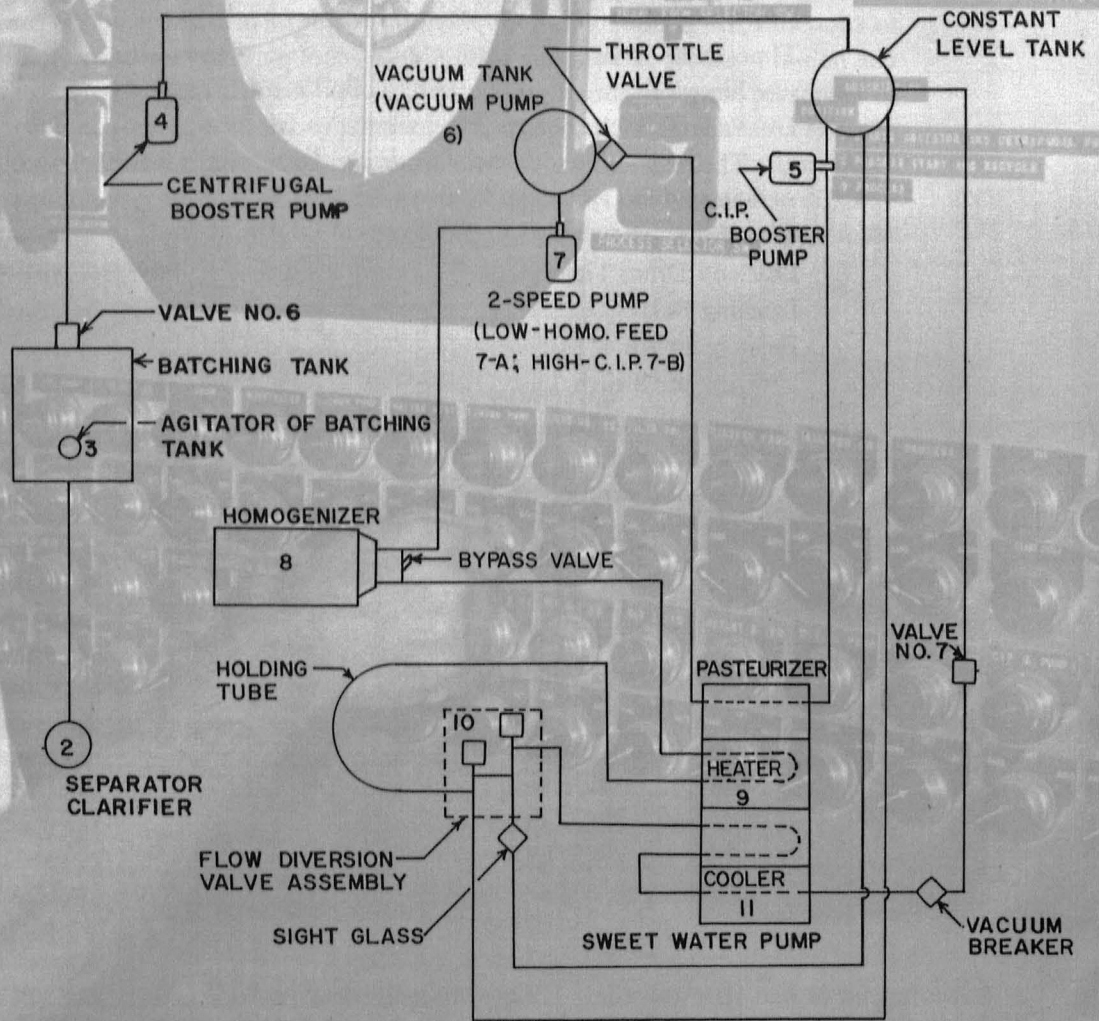 CONSTANT
LEVEL TANK
THROTTLE
VALVE
VACUUM TANK
(VACUUM PUMP
6)
4
CENTRIFUGAL
BOOSTER PUMP
5
C.I.P.
BOOSTER
PUMP
PROCESS SELECTOR
7
2-SPEED PUMP
(LOW-HOMO. FEED
7-A; HIGH-C.I.P. 7-B)
VALVE NO. 6
BATCHING TANK
3
AGITATOR OF BATCHING
TANK
HOMOGENIZER
8
BYPASS VALVE
VALVE
NO. 7
HOLDING
TUBE
PASTEURIZER
10
2
SEPARATOR
CLARIFIER
HEATER
9
FLOW DIVERSION
VALVE ASSEMBLY
COOLER
11
SIGHT GLASS
SWEET WATER PUMP
VACUUM
BREAKER